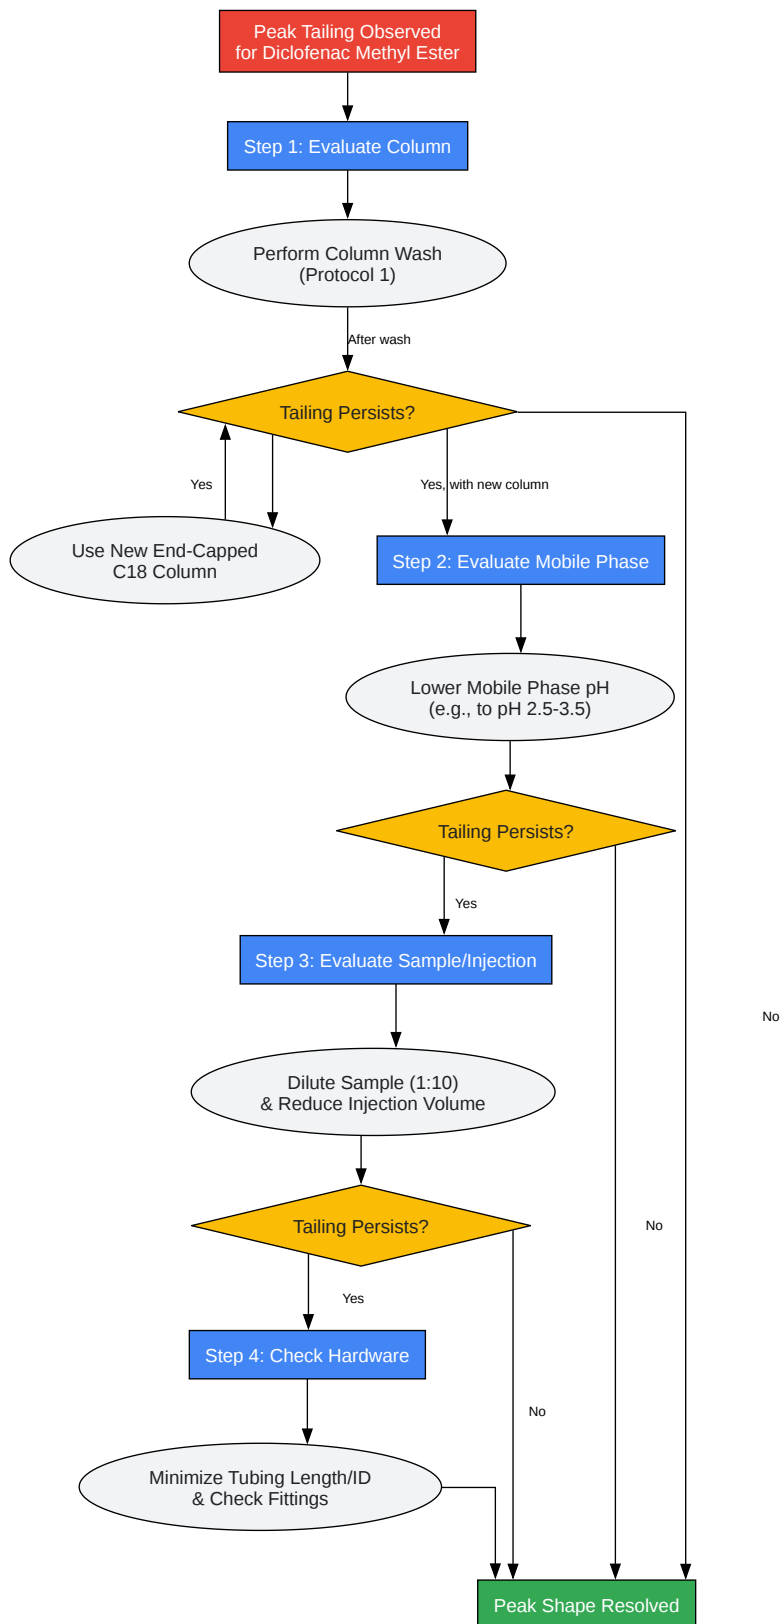 Peak Tailing Observed
for Diclofenac Methyl Ester
Step 1: Evaluate Column
Perform Column Wash
(Protocol 1)
After wash
Tailing Persists?
Yes
Yes, with new column
Use New End-Capped
C18 Column
Step 2: Evaluate Mobile Phase
Lower Mobile Phase pH
(e.g., to pH 2.5-3.5)
Tailing Persists?
Yes
Step 3: Evaluate Sample/Injection
No
Dilute Sample (1:10)
& Reduce Injection Volume
Tailing Persists?
No
Yes
Step 4: Check Hardware
No
Minimize Tubing Length/ID
& Check Fittings
Peak Shape Resolved